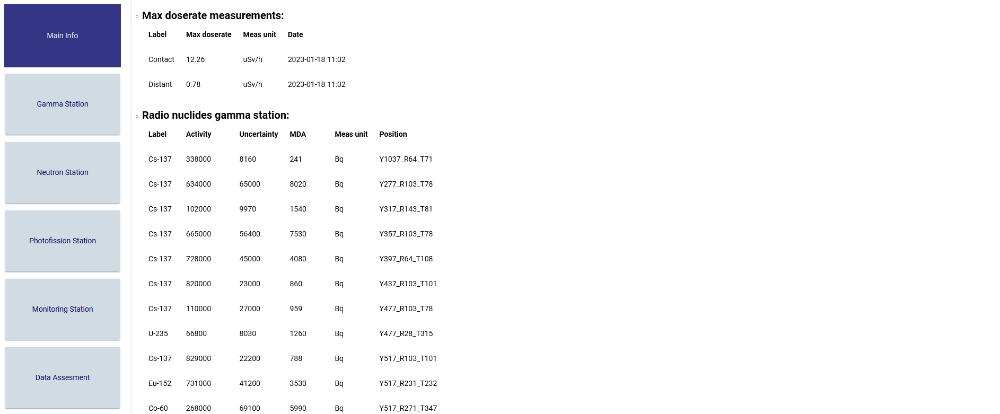 Main Info
Gamma Station
Neutron Station
Photofission Station
Monitoring Station
Data Assesment
Max doserate measurements:
Label Max doserate Meas unit Date
Contact 12.26 uSv/h 2023-01-18 11:02
Distant 0.78 uSv/h 2023-01-18 11:02
Radio nuclides gamma station:
Label Activity Uncertainty MDA Meas unit Position
Cs-137 338000 8160 241 Bq Y1037_R64_T71
Cs-137 634000 65000 8020 Bq Y277_R103_T78
Cs-137 102000 9970 1540 Bq Y317_R143_T81
Cs-137 665000 56400 7530 Bq Y357_R103_T78
Cs-137 728000 45000 4080 Bq Y397_R64_T108
Cs-137 820000 23000 860 Bq Y437_R103_T101
Cs-137 110000 27000 959 Bq Y477_R103_T78
U-235 66800 8030 1260 Bq Y477_R28_T315
Cs-137 829000 22200 788 Bq Y517_R103_T101
Eu-152 731000 41200 3530 Bq Y517_R231_T232
Co-60 268000 69100 5990 Bq Y517_R271_T347